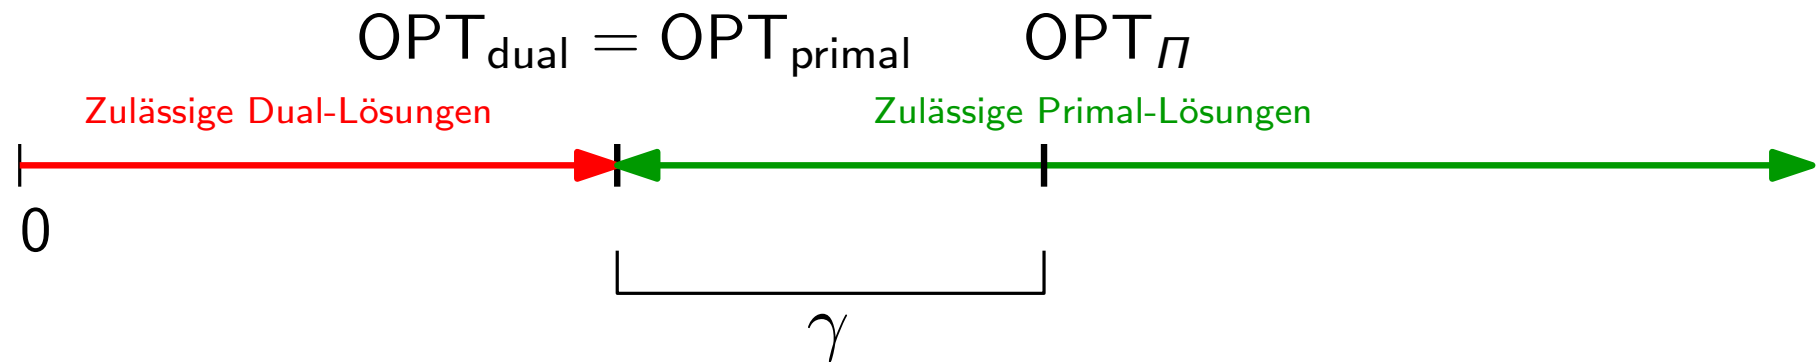 OPT_dual = OPT_primal OPT_Π
Zulässige Dual-Lösungen Zulässige Primal-Lösungen
0
γ